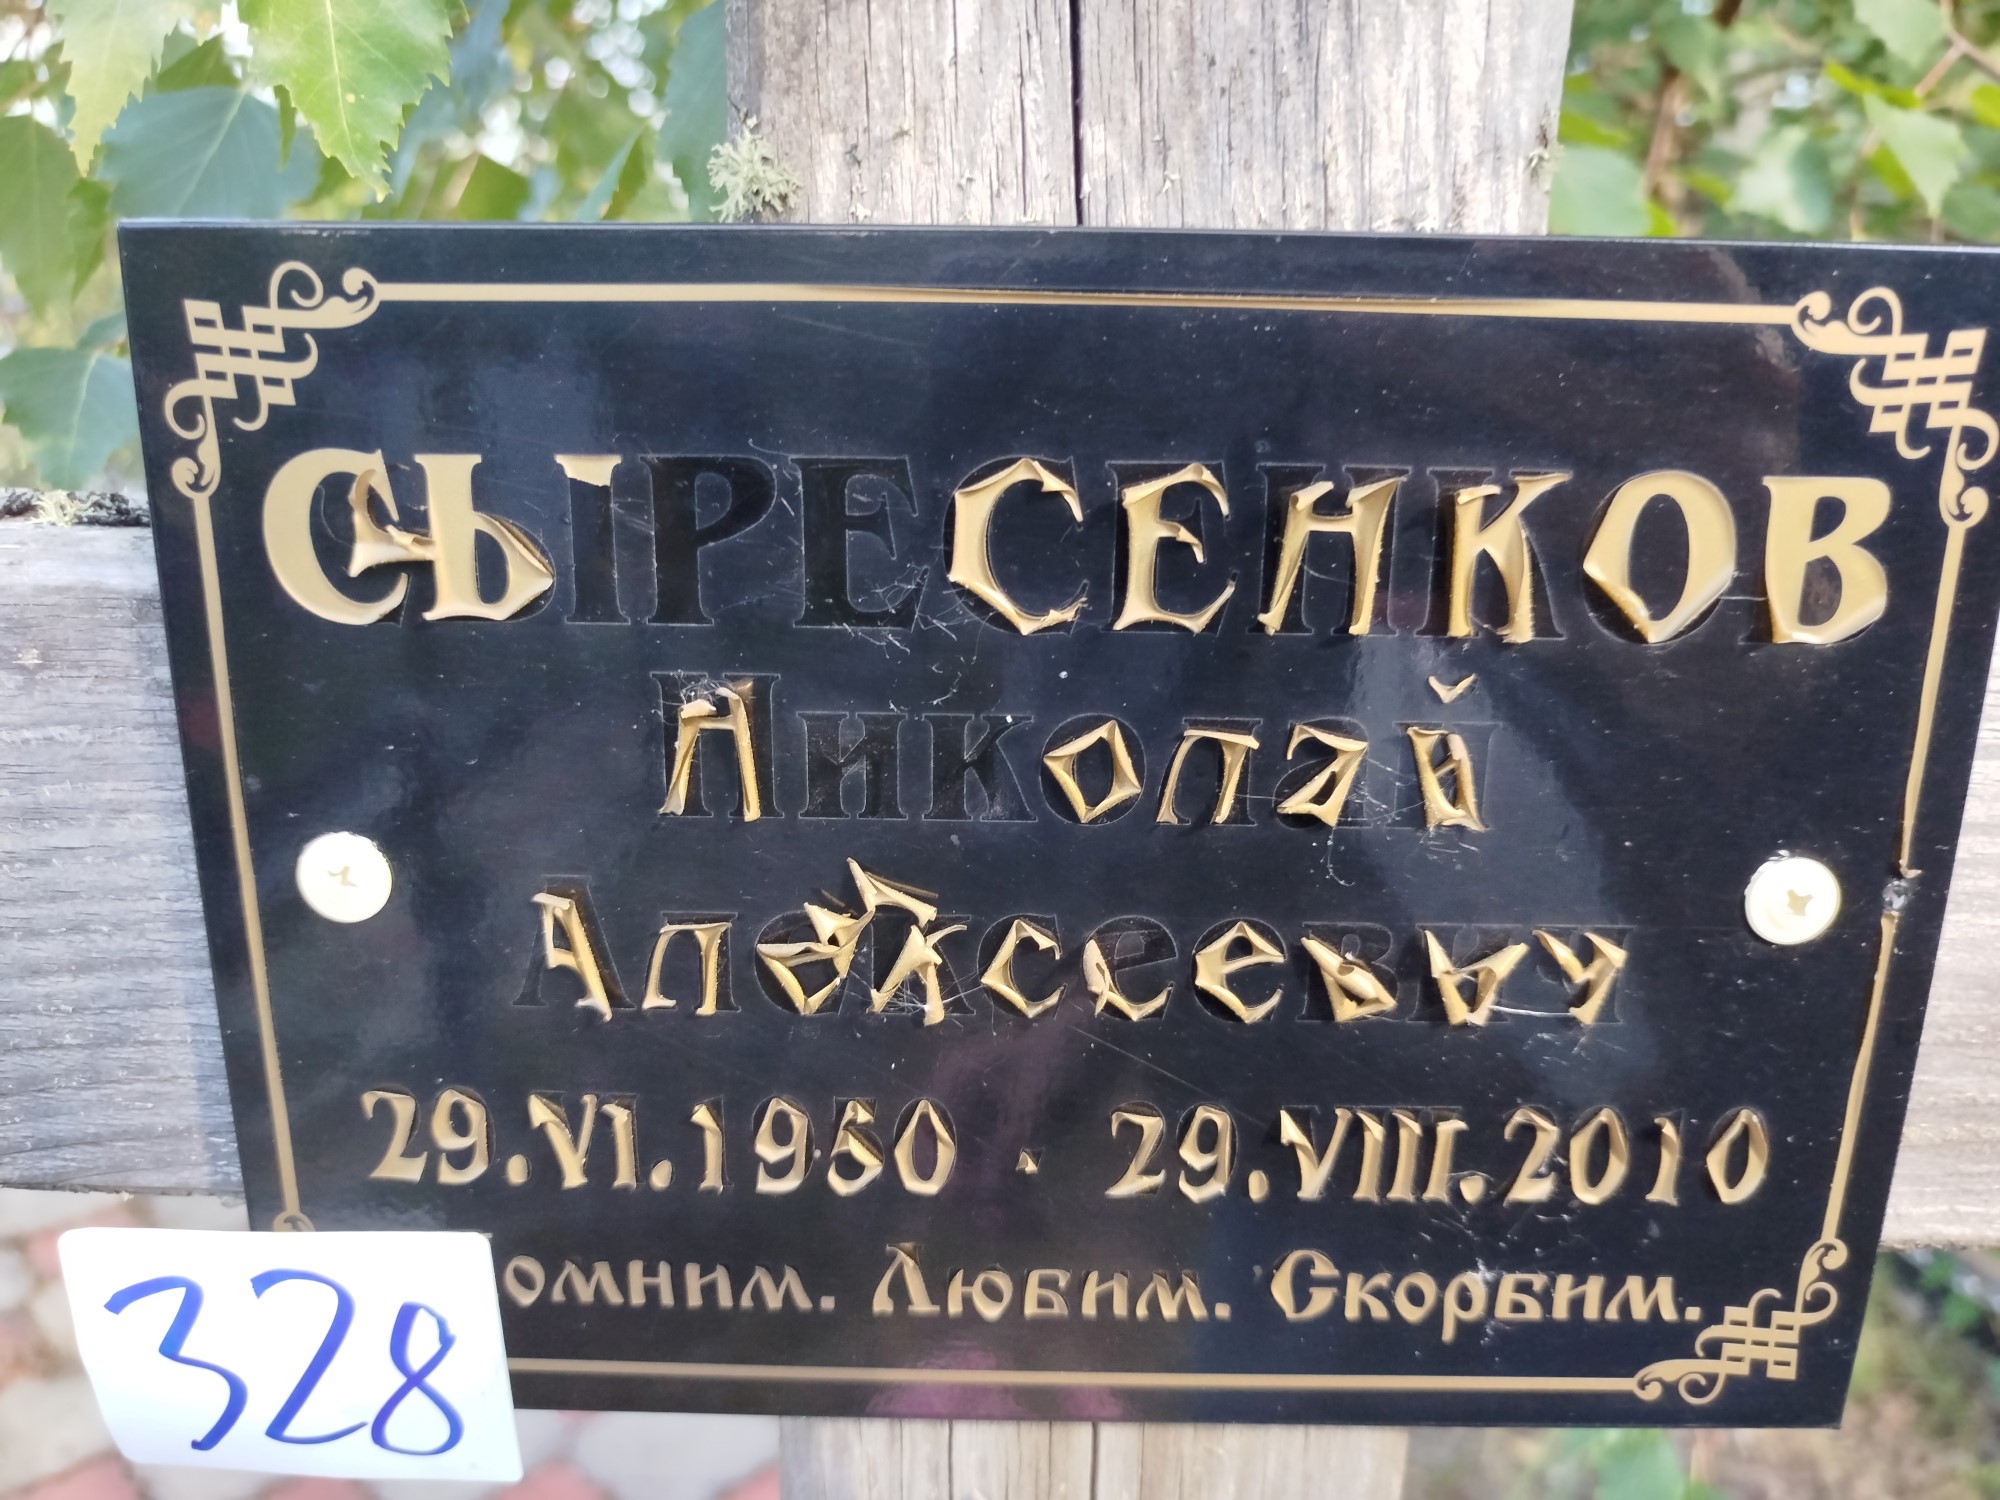 СЫРЕСЕНКОВ
Николай
Алексеевич
29.VI.1950 - 29.VIII.2010
Помним. Любим. Скорбим.
328